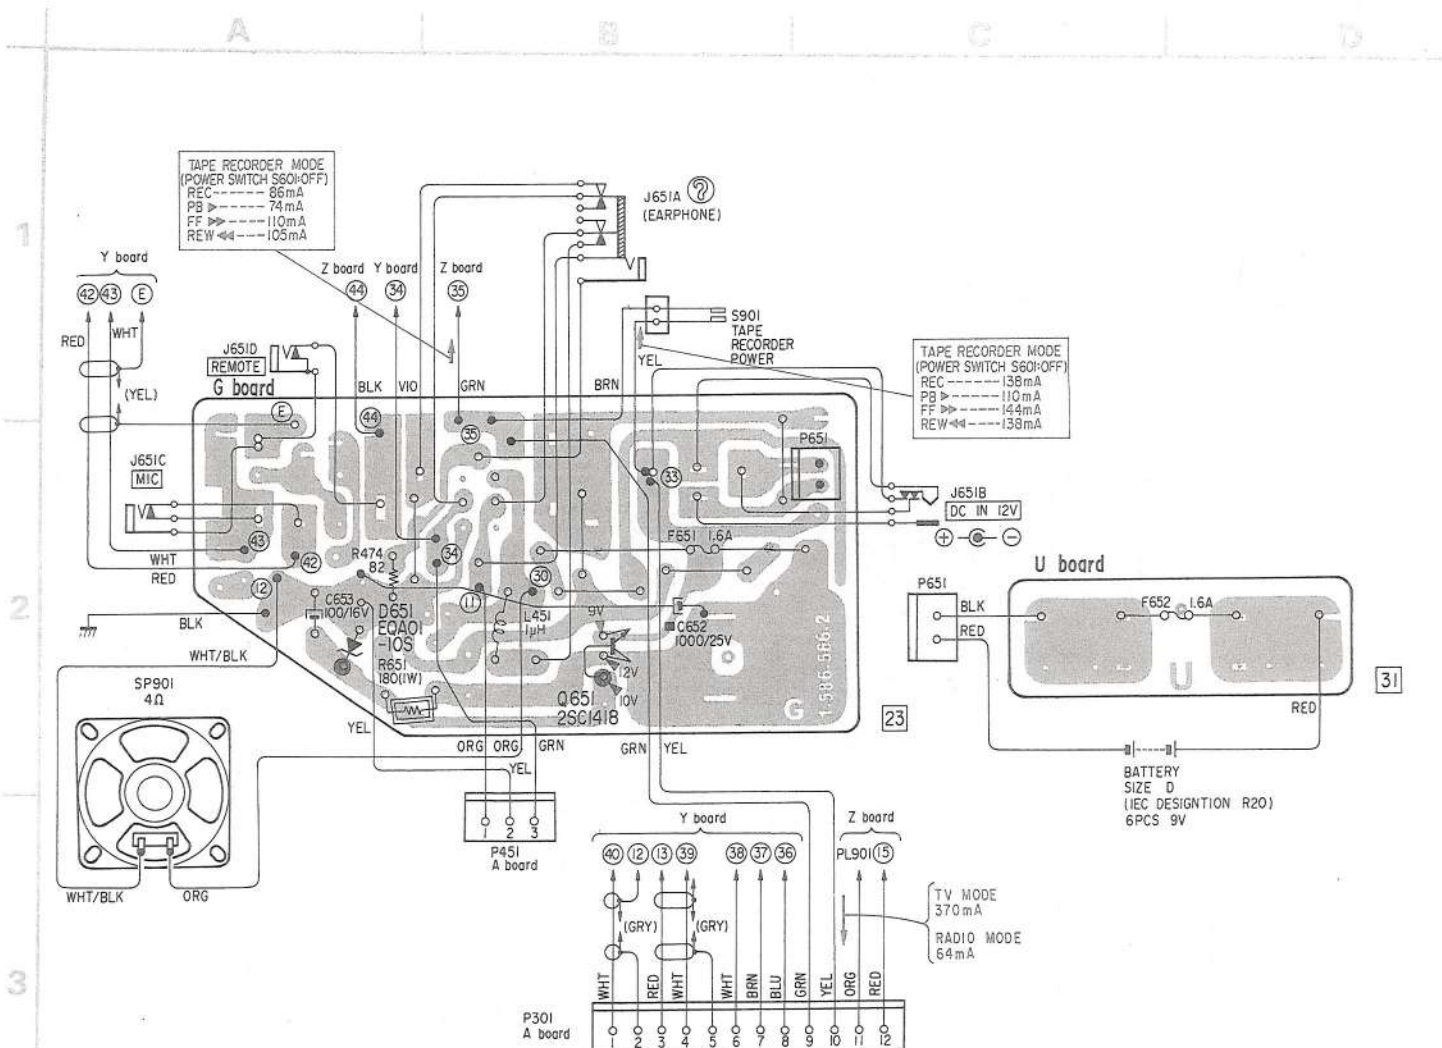 A B C D
1
TAPE RECORDER MODE
(POWER SWITCH S601:OFF)
REC------ 86mA
PB ▷----- 74mA
FF ▷▷----110mA
REW ◁◁----105mA
J651A ?
(EARPHONE)
Y board
42 43 E
Z board Y board Z board
44 34 35
RED WHT
(YEL)
J651D
REMOTE
G board
BLK VIO GRN BRN YEL
S901
TAPE
RECORDER
POWER
TAPE RECORDER MODE
(POWER SWITCH S601:OFF)
REC-------138mA
PB ▷------110mA
FF ▷▷----144mA
REW ◁◁----138mA
E 44 35 33
P651
J651C
MIC
J651B
DC IN 12V
+ −
43 42 34 30 12 11
WHT
RED
R474
82
F651 1.6A
2
C653
100/16V
D651
EQA01
-10S
L451
1μH
9V
C652
1000/25V
BLK
WHT/BLK
R651
180(1W)
12V
10V
Q651
2SC1418
G
1-586-586-2
23
U board
P651
BLK
RED
F652 1.6A
U
31
RED
SP901
4Ω
YEL
ORG ORG GRN
YEL
GRN YEL
BATTERY
SIZE D
(IEC DESIGNTION R20)
6PCS 9V
1 2 3
P451
A board
WHT/BLK ORG
Y board Z board
40 12 13 39 38 37 36 PL901 15
(GRY) (GRY)
TV MODE
370mA
RADIO MODE
64mA
3
WHT RED WHT WHT BRN BLU GRN YEL ORG RED
P301
A board
1 2 3 4 5 6 7 8 9 10 11 12